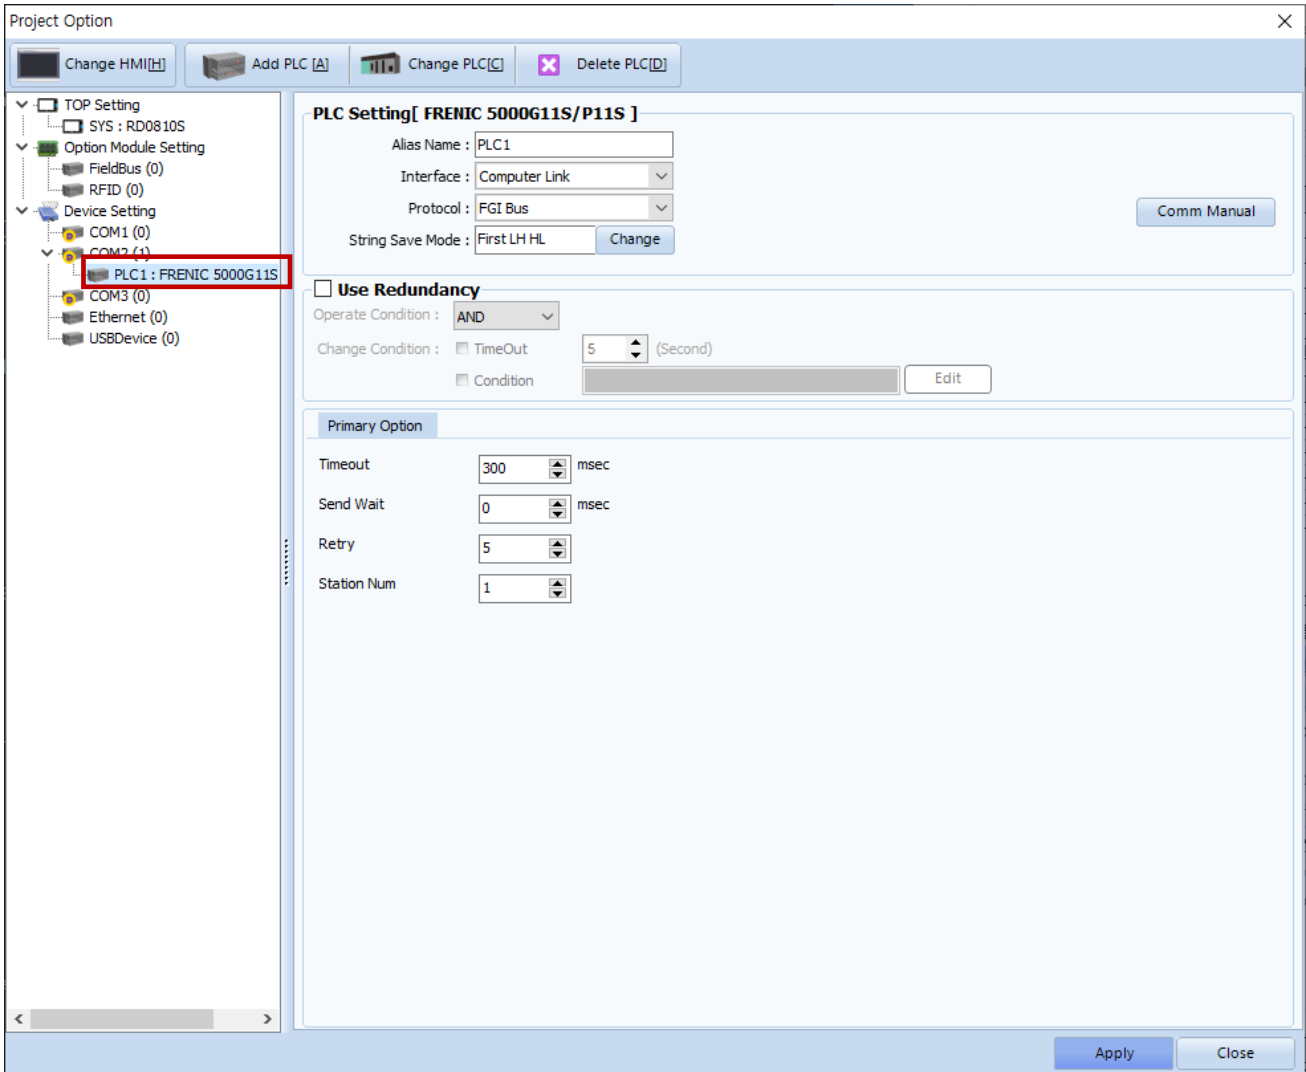 Project Option
Change HMI[H]
Add PLC [A]
Change PLC[C]
Delete PLC[D]
TOP Setting
SYS : RD0810S
Option Module Setting
FieldBus (0)
RFID (0)
Device Setting
COM1 (0)
COM2 (1)
PLC1 : FRENIC 5000G11S
COM3 (0)
Ethernet (0)
USBDevice (0)
PLC Setting[ FRENIC 5000G11S/P11S ]
Alias Name : PLC1
Interface : Computer Link
Protocol : FGI Bus
Comm Manual
String Save Mode : First LH HL Change
Use Redundancy
Operate Condition : AND
Change Condition : TimeOut 5 (Second)
Condition Edit
Primary Option
Timeout 300 msec
Send Wait 0 msec
Retry 5
Station Num 1
Apply
Close